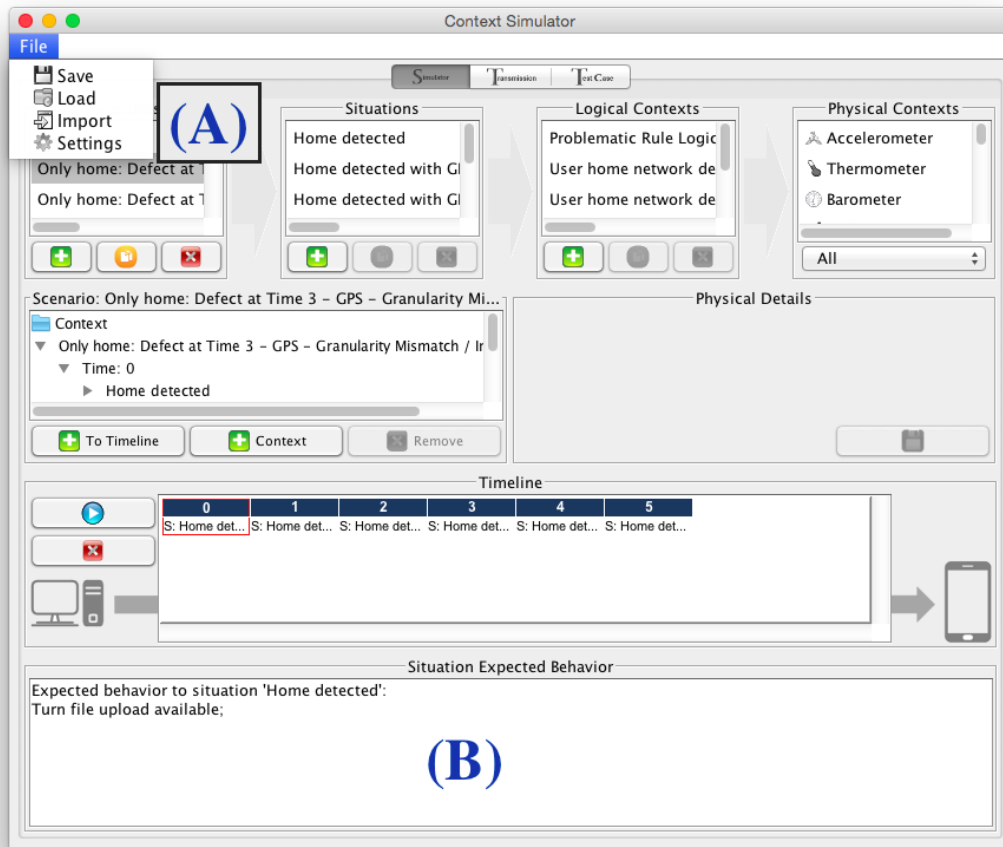 Context Simulator
File
Save
Load
Import
Settings
(A)
Simulator
Transmission
Test Case
Only home: Defect at
Only home: Defect at
Situations
Home detected
Home detected with
Home detected with
Logical Contexts
Problematic Rule Logic
User home network de
User home network de
Physical Contexts
Accelerometer
Thermometer
Barometer
All
Scenario: Only home: Defect at Time 3 – GPS – Granularity Mi...
Context
Only home: Defect at Time 3 – GPS – Granularity Mismatch /
Time: 0
Home detected
To Timeline
Context
Remove
Physical Details
Timeline
0 1 2 3 4 5
S: Home det... S: Home det... S: Home det... S: Home det... S: Home det... S: Home det...
Situation Expected Behavior
Expected behavior to situation 'Home detected':
Turn file upload available;
(B)